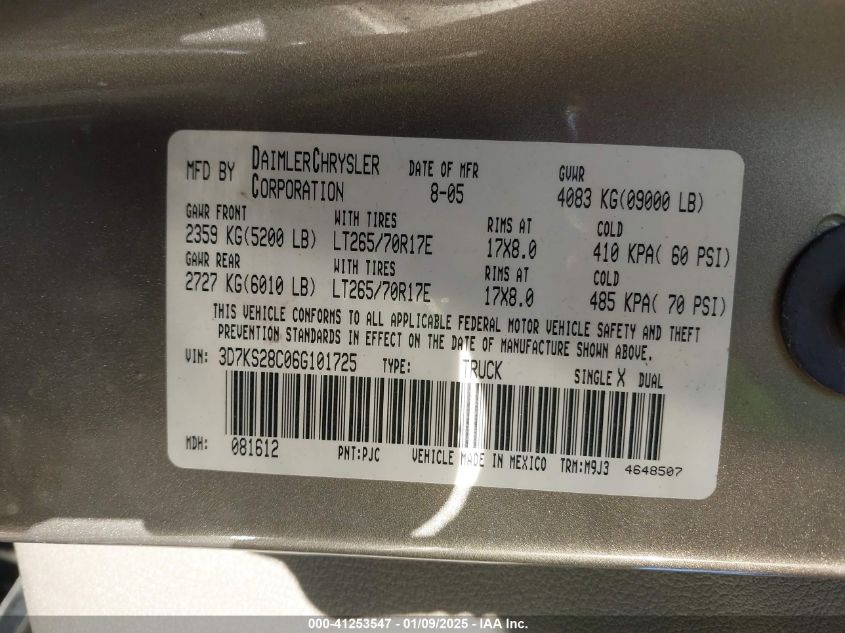 MFD BY DAIMLERCHRYSLER CORPORATION DATE OF MFR 8-05 GVWR 4083 KG(09000 LB)
GAWR FRONT WITH TIRES RIMS AT COLD
2359 KG(5200 LB) LT265/70R17E 17X8.0 410 KPA( 60 PSI)
GAWR REAR WITH TIRES RIMS AT COLD
2727 KG(6010 LB) LT265/70R17E 17X8.0 485 KPA( 70 PSI)
THIS VEHICLE CONFORMS TO ALL APPLICABLE FEDERAL MOTOR VEHICLE SAFETY AND THEFT
PREVENTION STANDARDS IN EFFECT ON THE DATE OF MANUFACTURE SHOWN ABOVE.
VIN: 3D7KS28C06G101725 TYPE: TRUCK SINGLE X DUAL
MDH: 081612 PNT:PJC VEHICLE MADE IN MEXICO TRM:M9J3 4648507
000-41253547 - 01/09/2025 - IAA Inc.